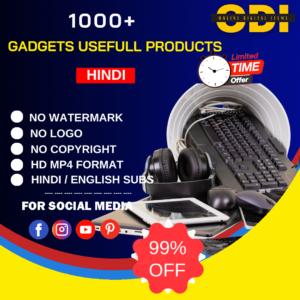 1000+
ODI
ONLINE DIGITAL ITEMS
GADGETS USEFULL PRODUCTS
HINDI
Limited
TIME
Offer
NO WATERMARK
NO LOGO
NO COPYRIGHT
HD MP4 FORMAT
HINDI / ENGLISH SUBS
FOR SOCIAL MEDIA
99%
OFF